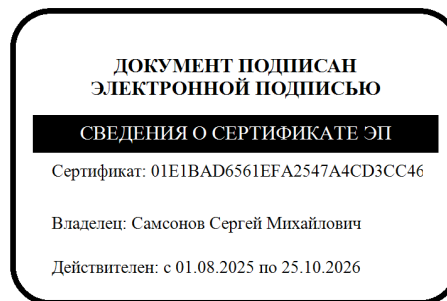 ДОКУМЕНТ ПОДПИСАН
ЭЛЕКТРОННОЙ ПОДПИСЬЮ
СВЕДЕНИЯ О СЕРТИФИКАТЕ ЭП
Сертификат: 01E1BAD6561EFA2547A4CD3CC46
Владелец: Самсонов Сергей Михайлович
Действителен: с 01.08.2025 по 25.10.2026